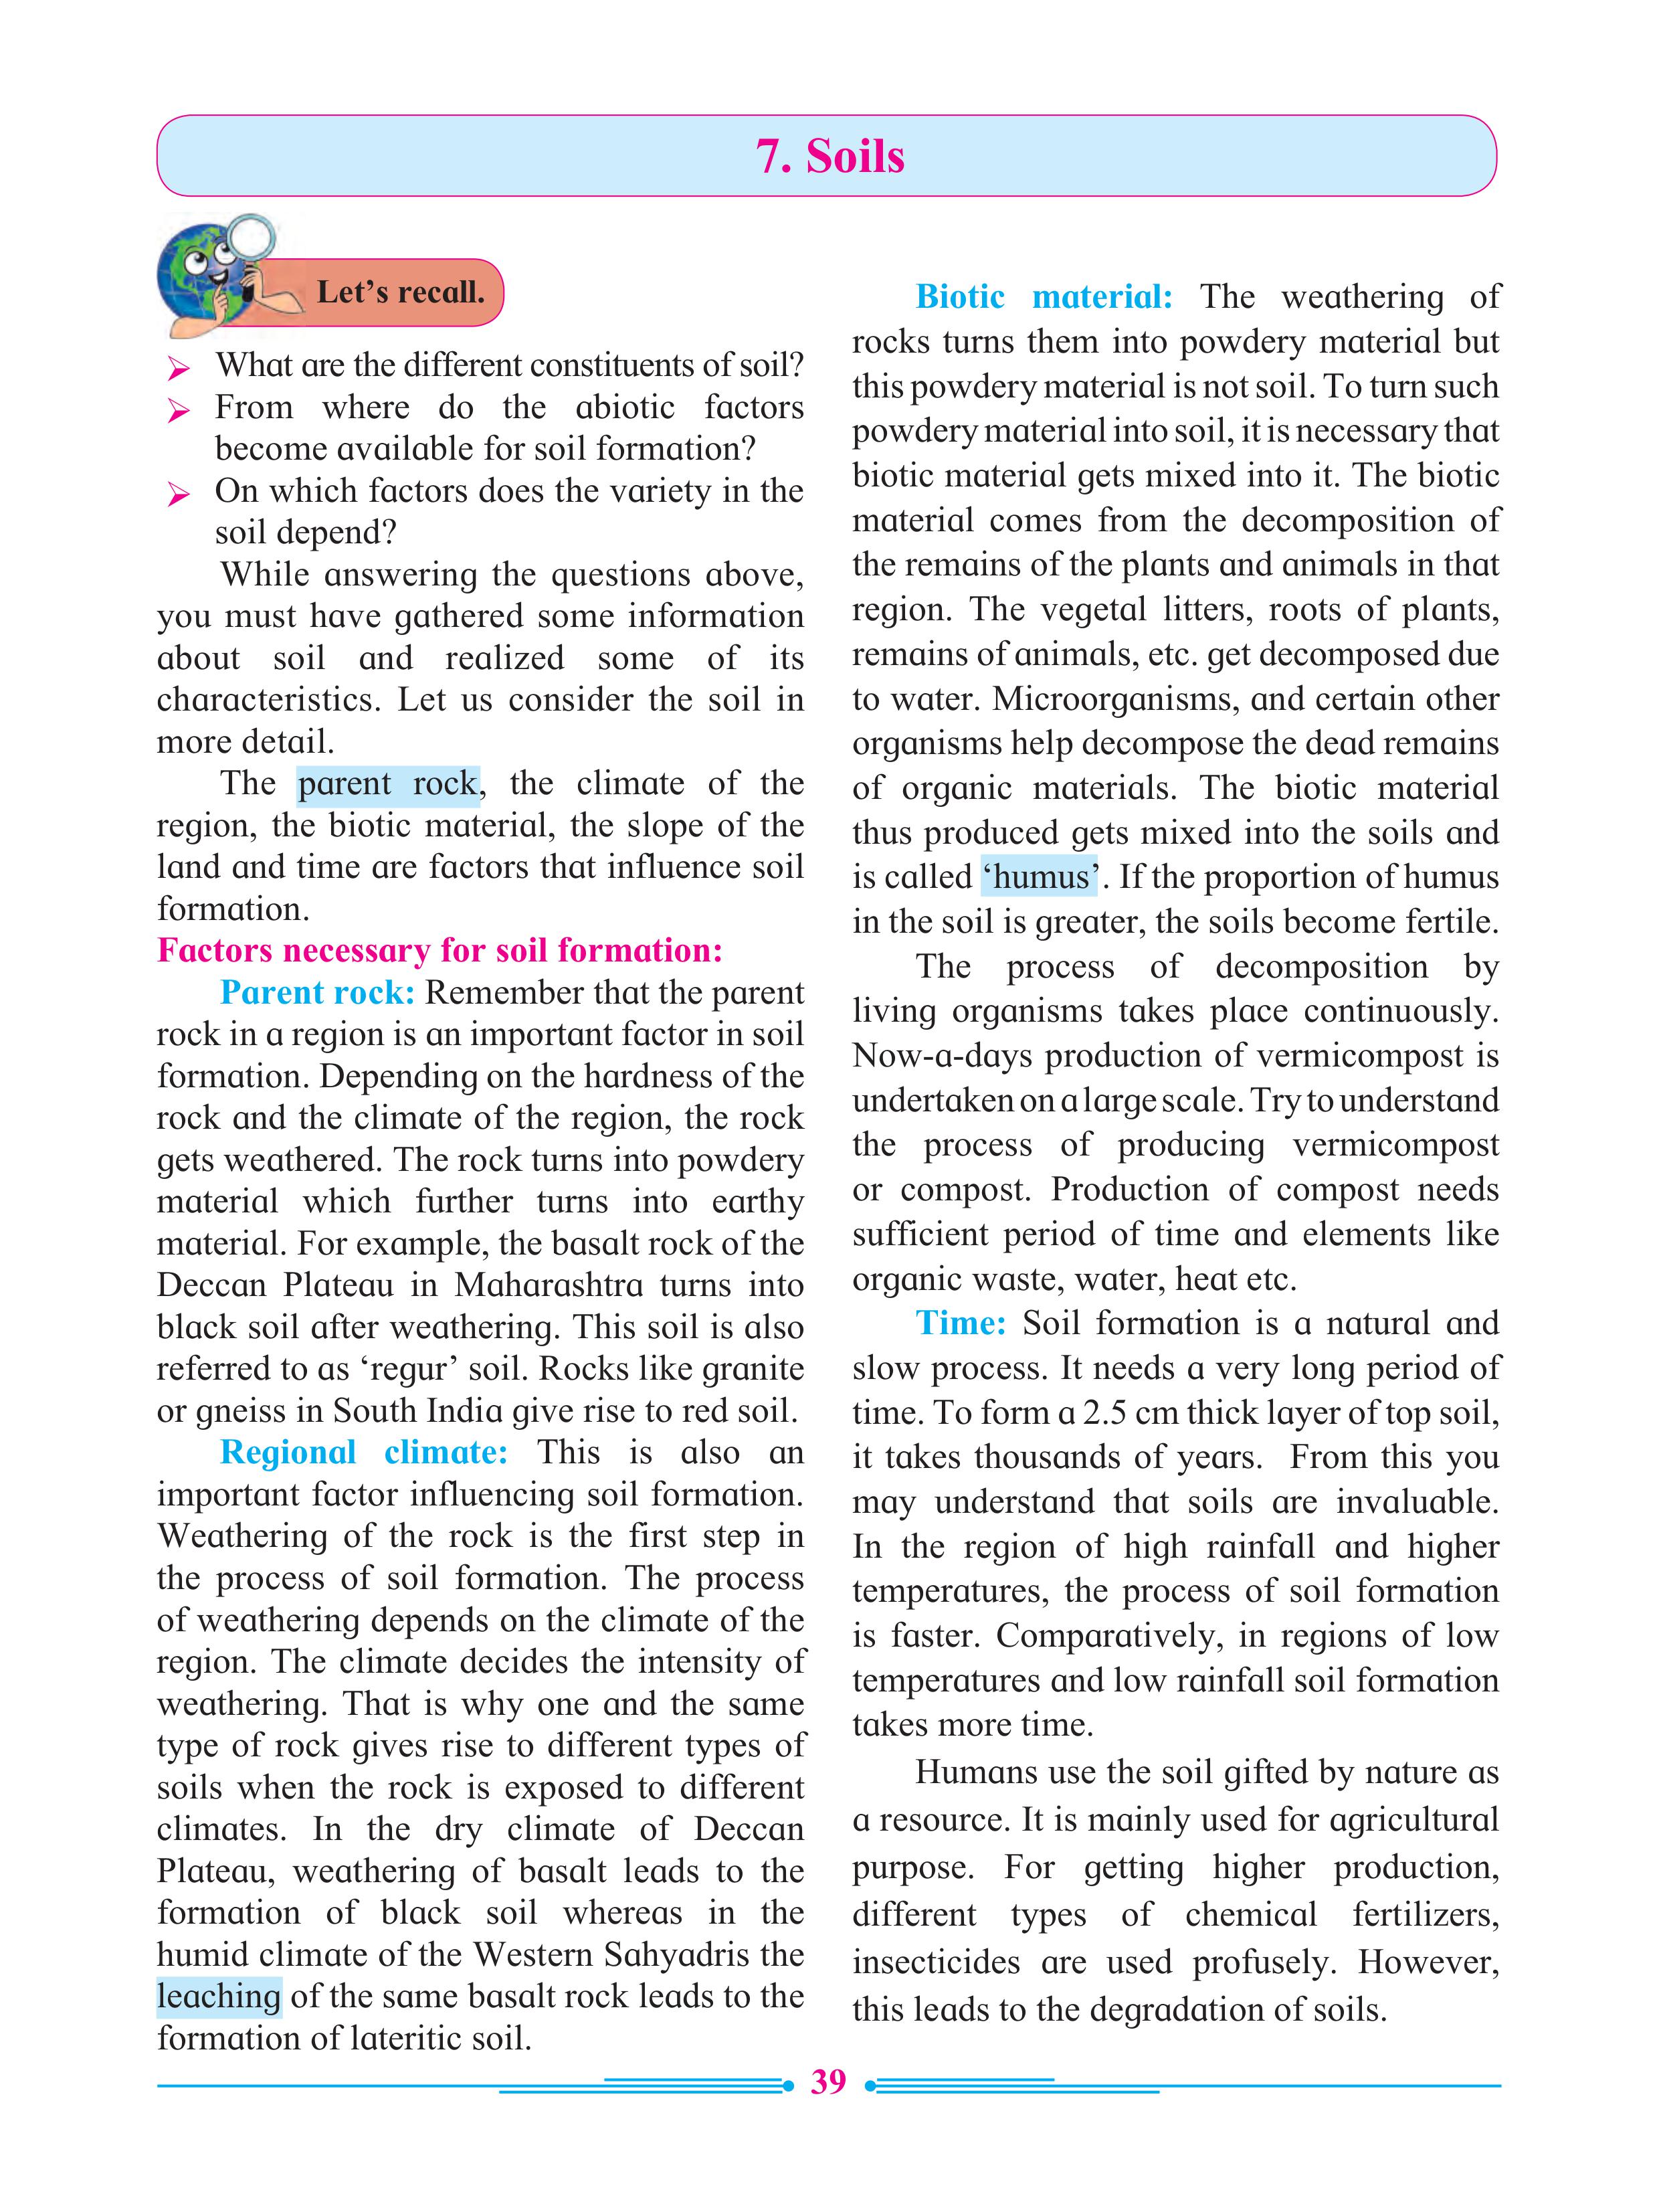 7. Soils
Let’s recall.
➢ What are the different constituents of soil?
➢ From where do the abiotic factors
become available for soil formation?
➢ On which factors does the variety in the
soil depend?
While answering the questions above,
you must have gathered some information
about soil and realized some of its
characteristics. Let us consider the soil in
more detail.
The parent rock, the climate of the
region, the biotic material, the slope of the
land and time are factors that influence soil
formation.
Factors necessary for soil formation:
Parent rock: Remember that the parent
rock in a region is an important factor in soil
formation. Depending on the hardness of the
rock and the climate of the region, the rock
gets weathered. The rock turns into powdery
material which further turns into earthy
material. For example, the basalt rock of the
Deccan Plateau in Maharashtra turns into
black soil after weathering. This soil is also
referred to as ‘regur’ soil. Rocks like granite
or gneiss in South India give rise to red soil.
Regional climate: This is also an
important factor influencing soil formation.
Weathering of the rock is the first step in
the process of soil formation. The process
of weathering depends on the climate of the
region. The climate decides the intensity of
weathering. That is why one and the same
type of rock gives rise to different types of
soils when the rock is exposed to different
climates. In the dry climate of Deccan
Plateau, weathering of basalt leads to the
formation of black soil whereas in the
humid climate of the Western Sahyadris the
leaching of the same basalt rock leads to the
formation of lateritic soil.
Biotic material: The weathering of
rocks turns them into powdery material but
this powdery material is not soil. To turn such
powdery material into soil, it is necessary that
biotic material gets mixed into it. The biotic
material comes from the decomposition of
the remains of the plants and animals in that
region. The vegetal litters, roots of plants,
remains of animals, etc. get decomposed due
to water. Microorganisms, and certain other
organisms help decompose the dead remains
of organic materials. The biotic material
thus produced gets mixed into the soils and
is called ‘humus’. If the proportion of humus
in the soil is greater, the soils become fertile.
The process of decomposition by
living organisms takes place continuously.
Now-a-days production of vermicompost is
undertaken on a large scale. Try to understand
the process of producing vermicompost
or compost. Production of compost needs
sufficient period of time and elements like
organic waste, water, heat etc.
Time: Soil formation is a natural and
slow process. It needs a very long period of
time. To form a 2.5 cm thick layer of top soil,
it takes thousands of years. From this you
may understand that soils are invaluable.
In the region of high rainfall and higher
temperatures, the process of soil formation
is faster. Comparatively, in regions of low
temperatures and low rainfall soil formation
takes more time.
Humans use the soil gifted by nature as
a resource. It is mainly used for agricultural
purpose. For getting higher production,
different types of chemical fertilizers,
insecticides are used profusely. However,
this leads to the degradation of soils.
39